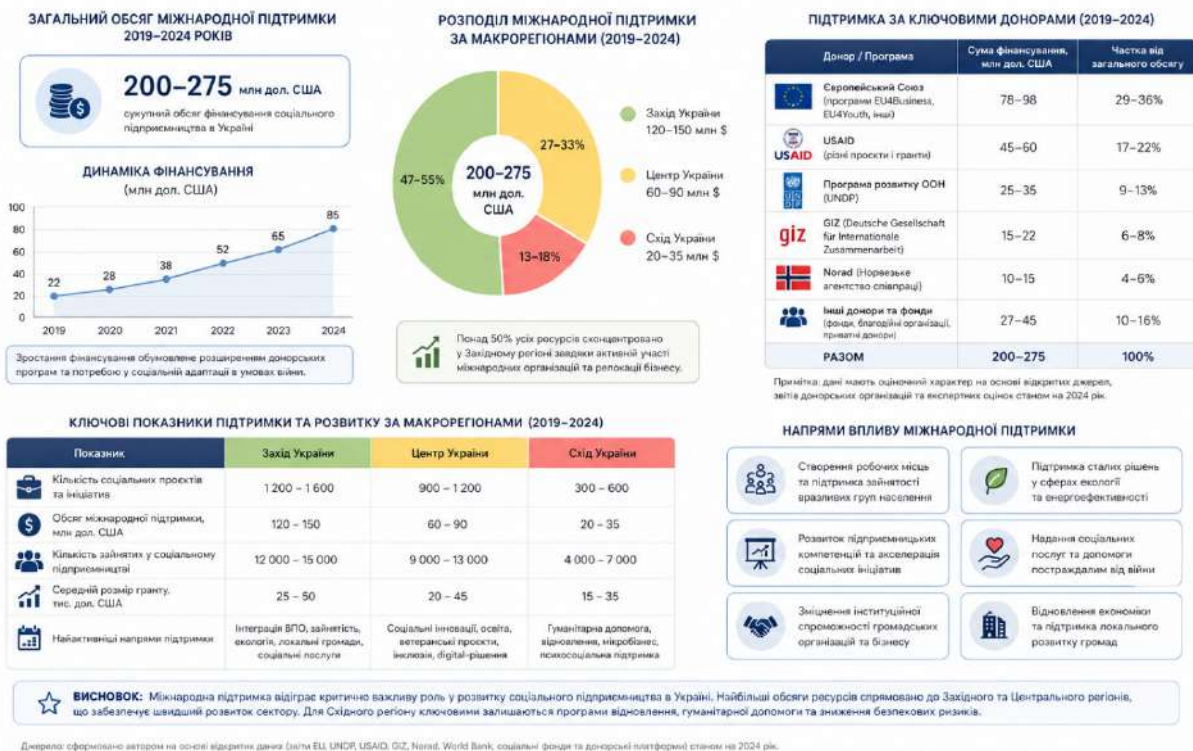 ЗАГАЛЬНИЙ ОБСЯГ МІЖНАРОДНОЇ ПІДТРИМКИ
2019–2024 РОКІВ
200–275 млн дол. США
сукупний обсяг фінансування соціального
підприємництва в Україні
ДИНАМІКА ФІНАНСУВАННЯ
(млн дол. США)
100
80
60
40
20
0
22
28
38
52
65
85
2019
2020
2021
2022
2023
2024
Зростання фінансування обумовлене розширенням донорських
програм та потребою у соціальній адаптації в умовах війни.
РОЗПОДІЛ МІЖНАРОДНОЇ ПІДТРИМКИ
ЗА МАКРОРЕГІОНАМИ (2019–2024)
47–55%
27–33%
13–18%
200–275
млн дол.
США
Захід України
120–150 млн $
Центр України
60–90 млн $
Схід України
20–35 млн $
Понад 50% усіх ресурсів сконцентровано
у Західному регіоні завдяки активній участі
міжнародних організацій та релокації бізнесу.
ПІДТРИМКА ЗА КЛЮЧОВИМИ ДОНОРАМИ (2019–2024)
Донор / Програма
Сума фінансування,
млн дол. США
Частка від
загального обсягу
Європейський Союз
(програми EU4Business,
EU4Youth, інші)
78–98
29–36%
USAID
USAID
(різні проєкти і гранти)
45–60
17–22%
Програма розвитку ООН
(UNDP)
25–35
9–13%
giz
GIZ (Deutsche Gesellschaft
für Internationale
Zusammenarbeit)
15–22
6–8%
Norad (Норвезьке
агентство співпраці)
10–15
4–6%
Інші донори та фонди
(фонди, благодійні організації,
приватні донори)
27–45
10–16%
РАЗОМ
200–275
100%
Примітка: дані мають оціночний характер на основі відкритих джерел,
звітів донорських організацій та експертних оцінок станом на 2024 рік.
КЛЮЧОВІ ПОКАЗНИКИ ПІДТРИМКИ ТА РОЗВИТКУ ЗА МАКРОРЕГІОНАМИ (2019–2024)
Показник
Захід України
Центр України
Схід України
Кількість соціальних проєктів
та ініціатив
1 200 – 1 600
900 – 1 200
300 – 600
Обсяг міжнародної підтримки,
млн дол. США
120 – 150
60 – 90
20 – 35
Кількість зайнятих у соціальному
підприємництві
12 000 – 15 000
9 000 – 13 000
4 000 – 7 000
Середній розмір гранту,
тис. дол. США
25 – 50
20 – 45
15 – 35
Найактивніші напрями підтримки
Інтеграція ВПО, зайнятість,
екологія, локальні громади,
соціальні послуги
Соціальні інновації, освіта,
ветеранські проєкти,
інклюзія, digital-рішення
Гуманітарна допомога,
відновлення, мікробізнес,
психосоціальна підтримка
НАПРЯМИ ВПЛИВУ МІЖНАРОДНОЇ ПІДТРИМКИ
Створення робочих місць
та підтримка зайнятості
вразливих груп населення
Підтримка сталих рішень
у сферах екології
та енергоефективності
Розвиток підприємницьких
компетенцій та акселерація
соціальних ініціатив
Надання соціальних
послуг та допомоги
постраждалим від війни
Зміцнення інституційної
спроможності громадських
організацій та бізнесу
Відновлення економіки
та підтримка локального
розвитку громад
ВИСНОВОК: Міжнародна підтримка відіграє критично важливу роль у розвитку соціального підприємництва в Україні. Найбільші обсяги ресурсів спрямовано до Західного та Центрального регіонів,
що забезпечує швидший розвиток сектору. Для Східного регіону ключовими залишаються програми відновлення, гуманітарної допомоги та зниження безпекових ризиків.
Джерело: сформовано автором на основі відкритих даних (звіти EU, UNDP, USAID, GIZ, Norad, World Bank, соціальні фонди та донорські платформи) станом на 2024 рік.